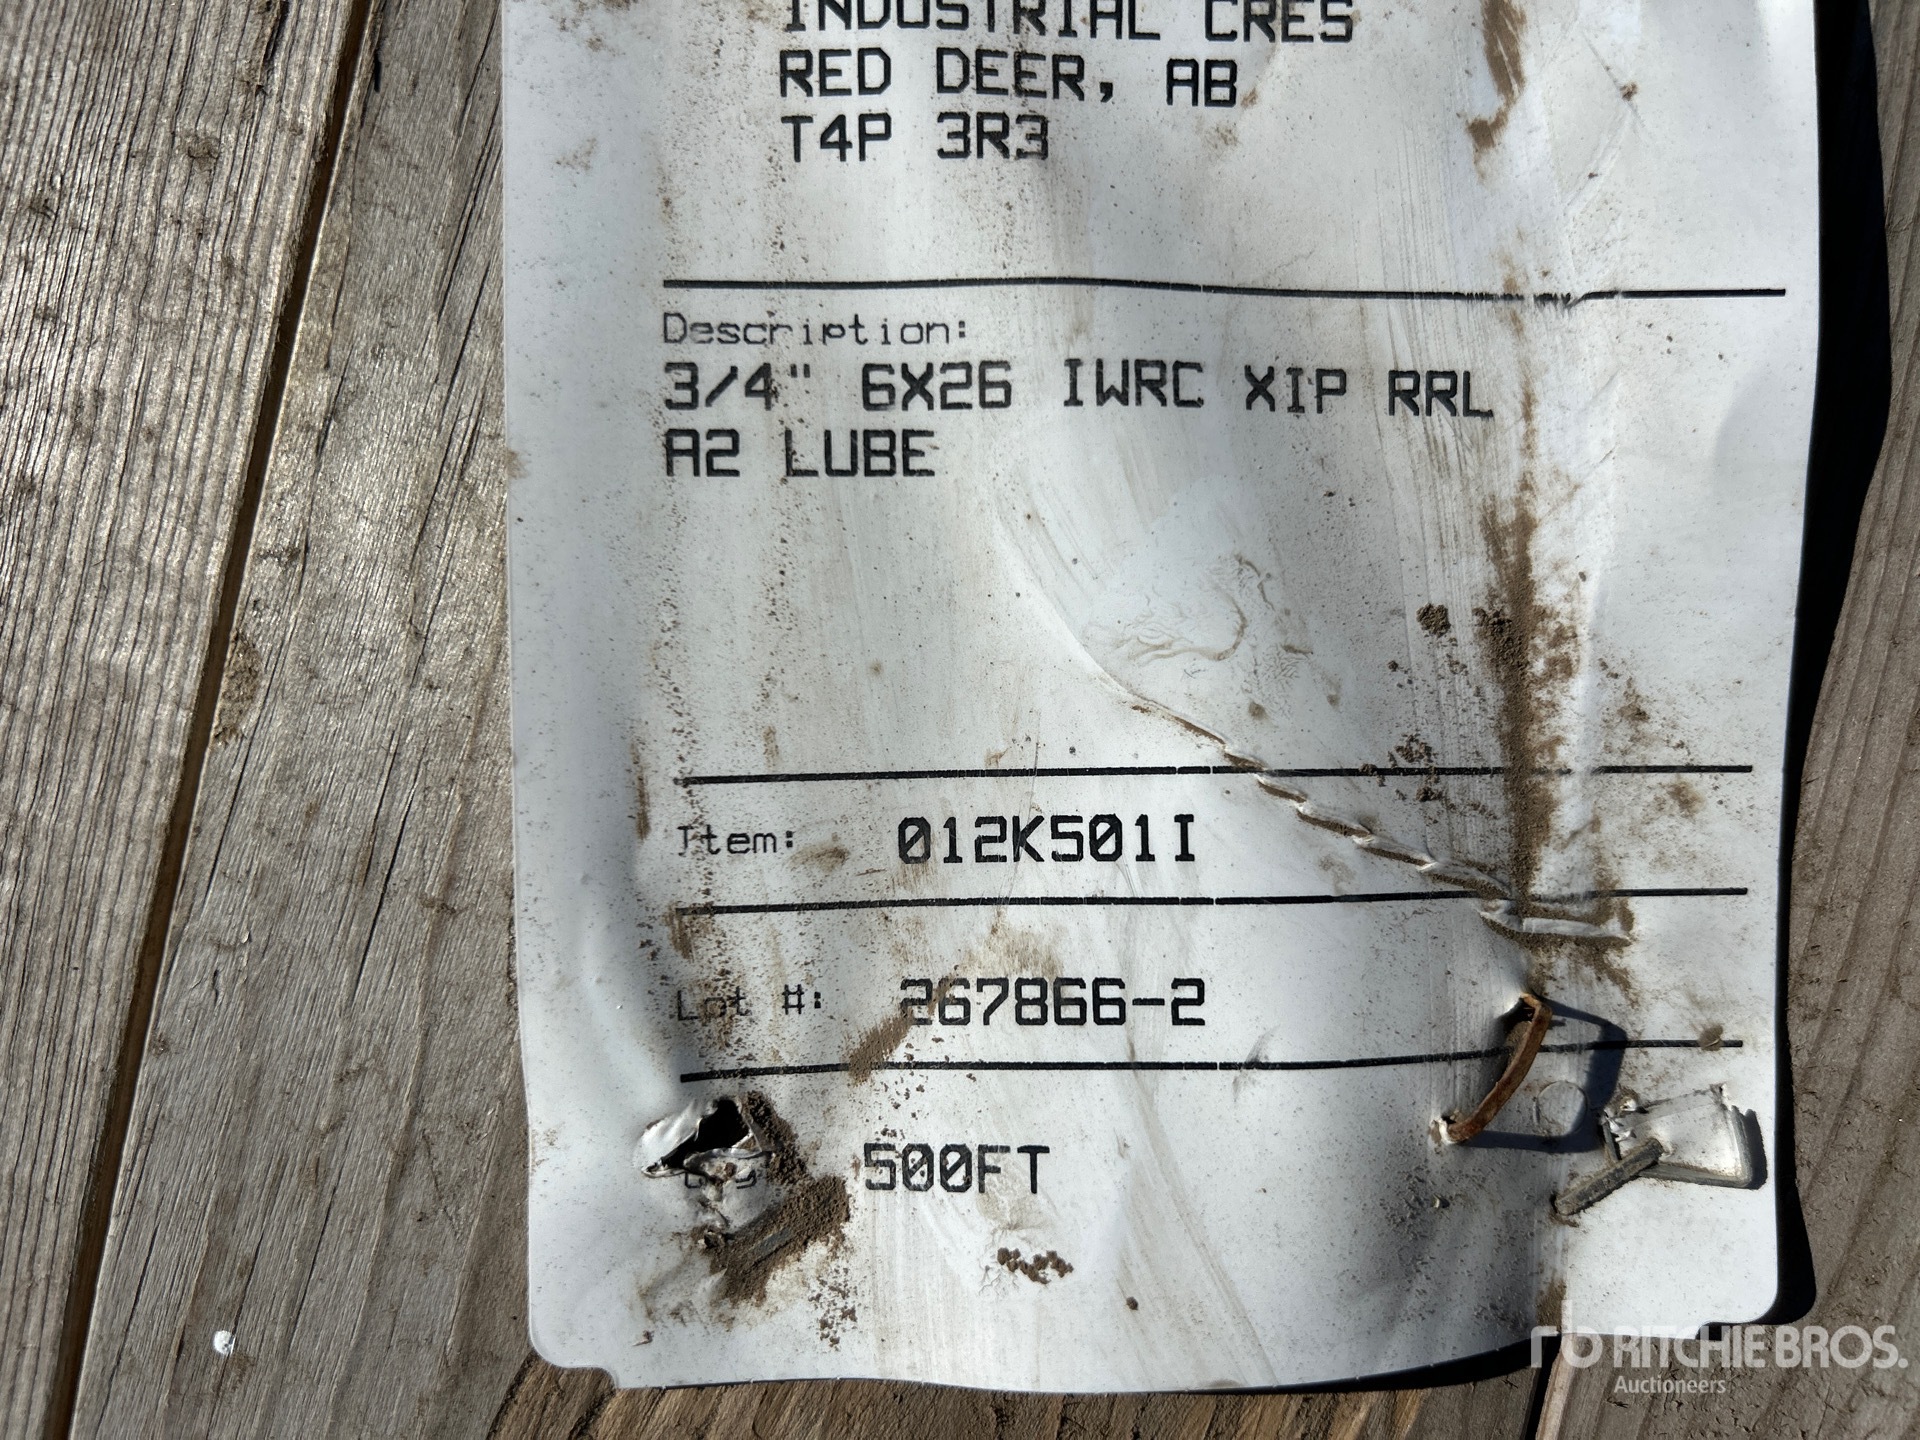 INDUSTRIAL CRES
RED DEER, AB
T4P 3R3
Description:
3/4" 6X26 IWRC XIP RRL
A2 LUBE
Item: 012K501I
Lot #: 267866-2
500FT
rb RITCHIE BROS.
Auctioneers